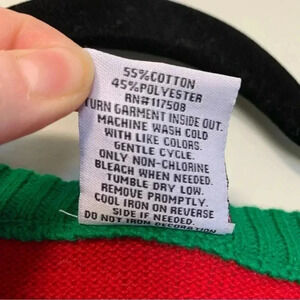 55%COTTON
45%POLYESTER
RN#117508
TURN GARMENT INSIDE OUT.
MACHINE WASH COLD
WITH LIKE COLORS.
GENTLE CYCLE.
ONLY NON-CHLORINE
BLEACH WHEN NEEDED.
TUMBLE DRY LOW.
REMOVE PROMPTLY.
COOL IRON ON REVERSE
SIDE IF NEEDED.
DO NOT IRON DECORATION